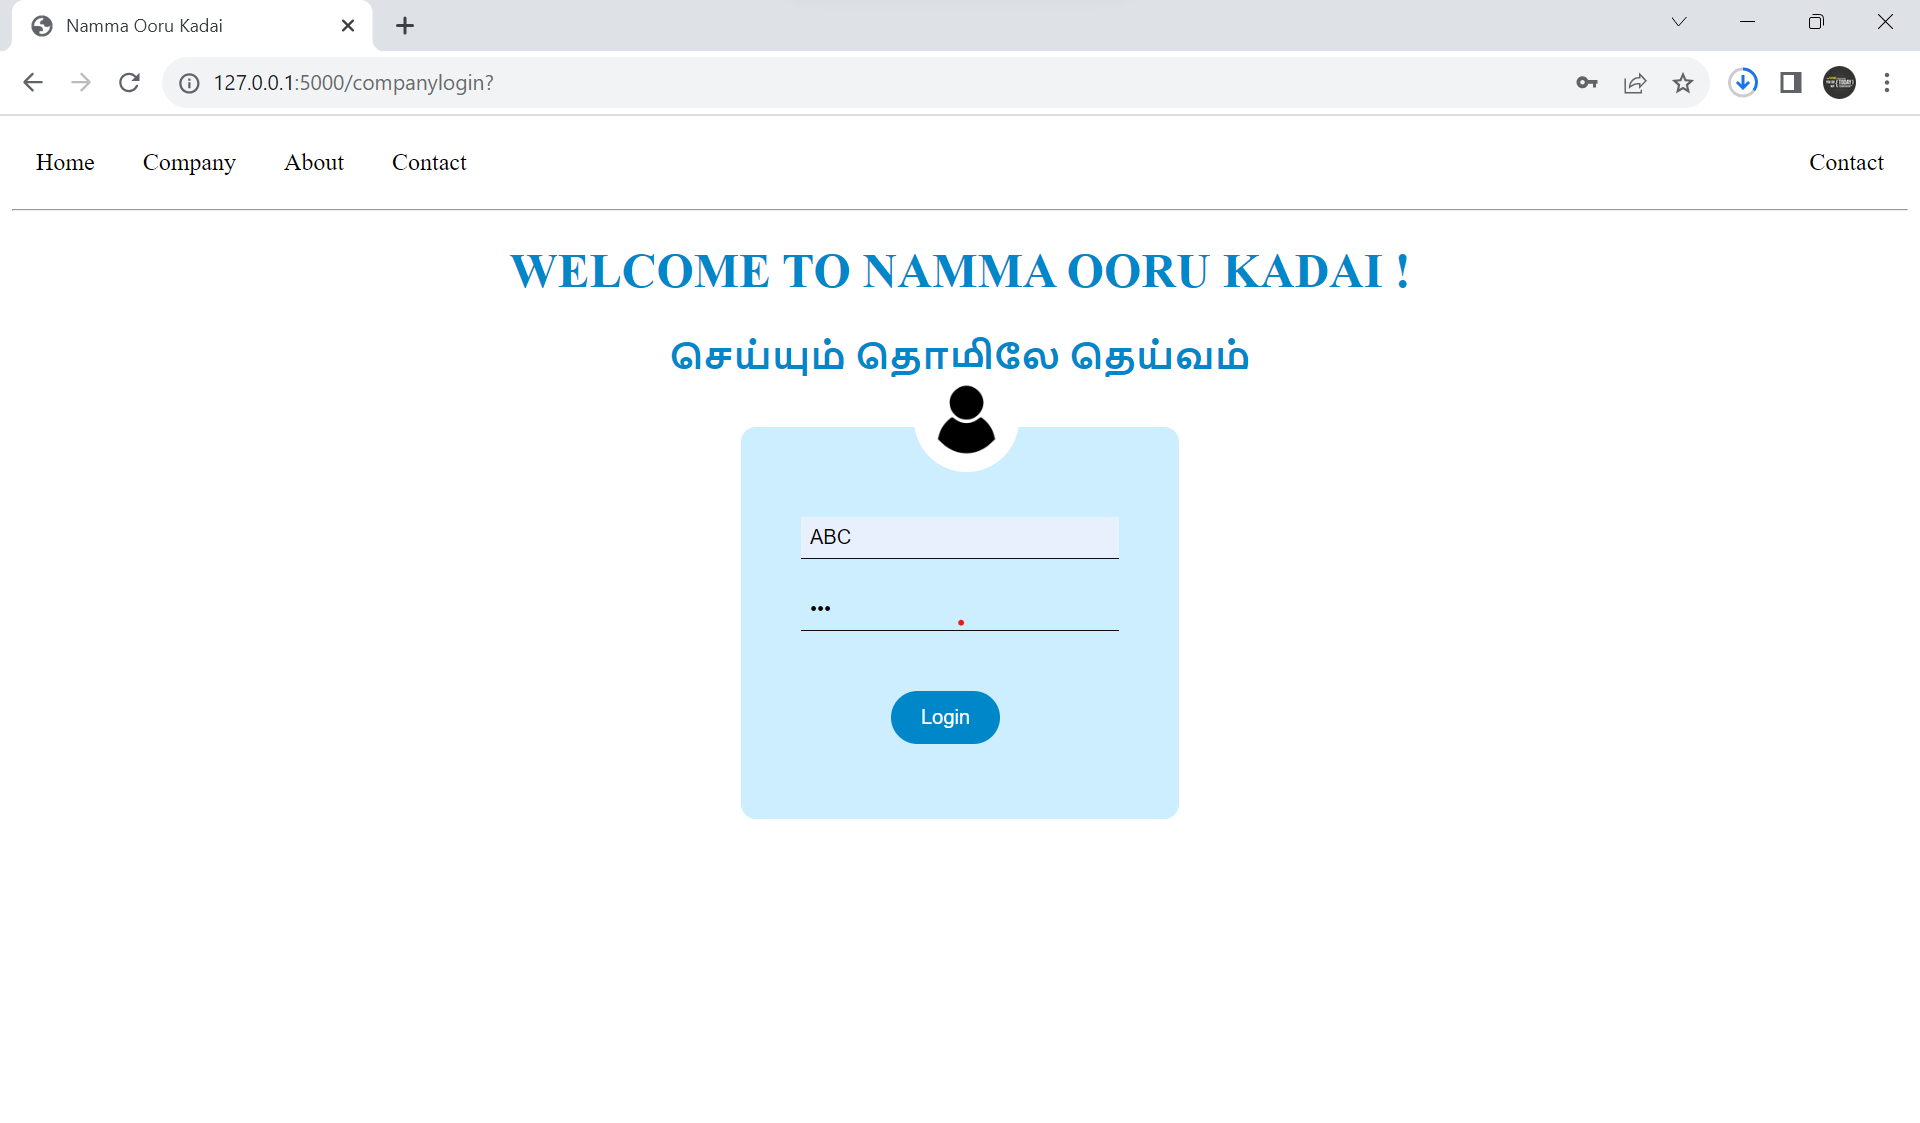 Namma Ooru Kadai
127.0.0.1:5000/companylogin?
Home Company About Contact Contact
WELCOME TO NAMMA OORU KADAI !
செய்யும் தொமிலே தெய்வம்
ABC
•••
Login